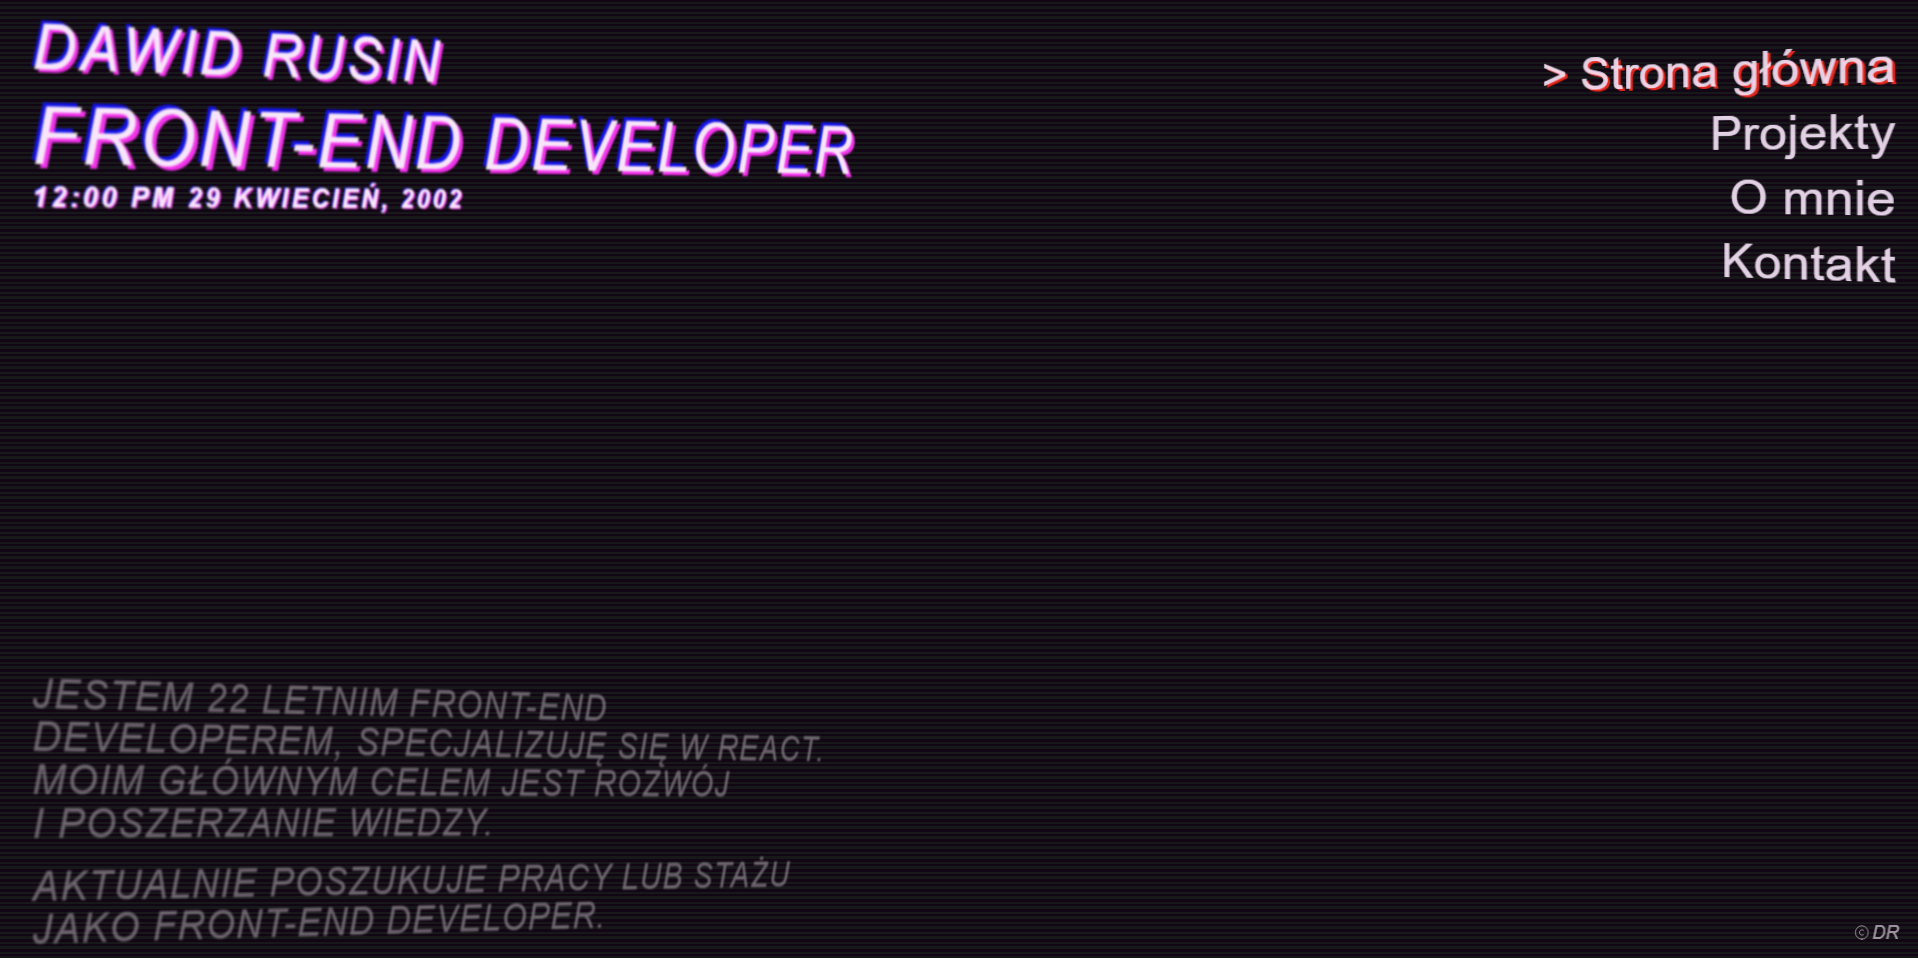 DAWID RUSIN
FRONT-END DEVELOPER
12:00 PM 29 KWIECIEŃ, 2002
> Strona główna
Projekty
O mnie
Kontakt
JESTEM 22 LETNIM FRONT-END
DEVELOPEREM, SPECJALIZUJĘ SIĘ W REACT.
MOIM GŁÓWNYM CELEM JEST ROZWÓJ
I POSZERZANIE WIEDZY.
AKTUALNIE POSZUKUJE PRACY LUB STAŻU
JAKO FRONT-END DEVELOPER.
© DR